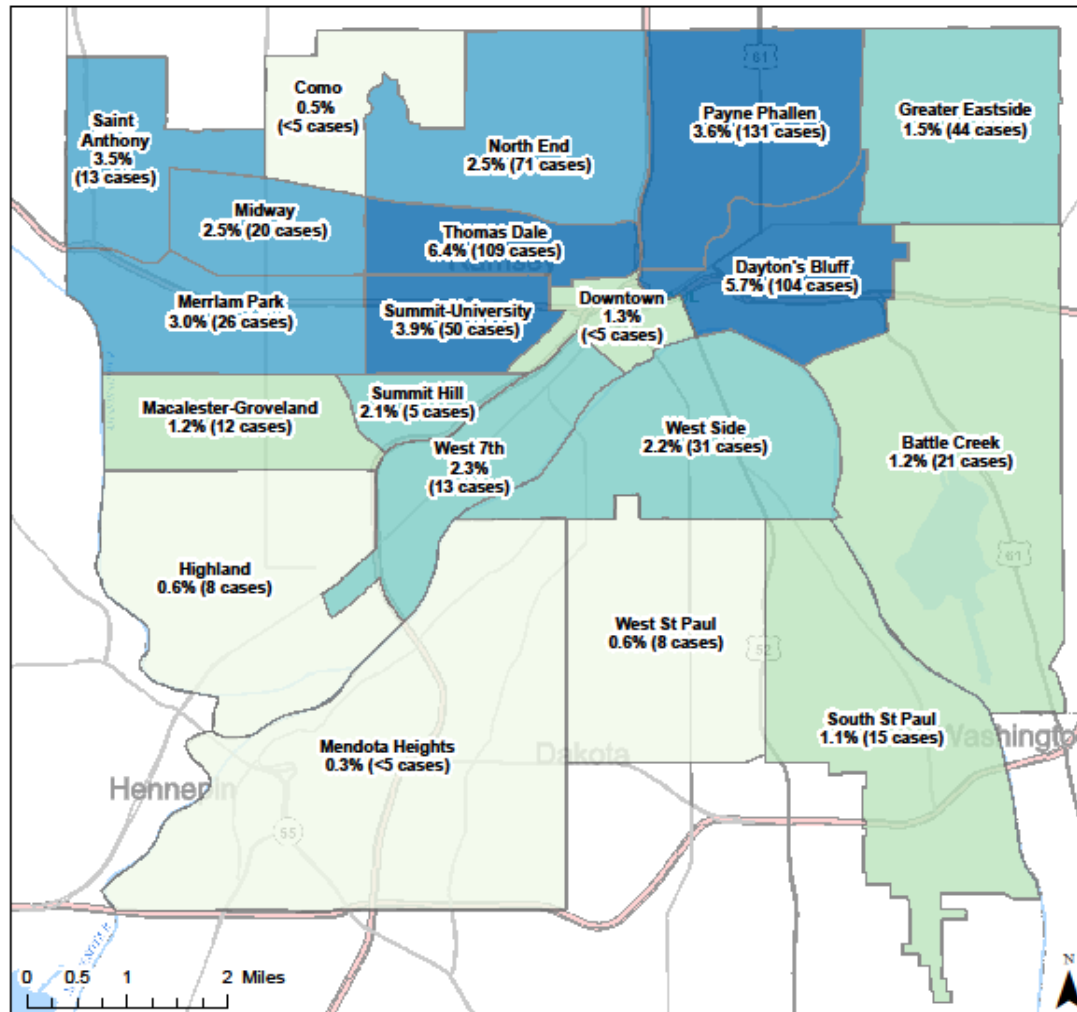 Como
0.5%
(<5 cases)
61
Saint
Anthony
3.5%
(13 cases)
Payne Phallen
3.6% (131 cases)
Greater Eastside
1.5% (44 cases)
North End
2.5% (71 cases)
Midway
2.5% (20 cases)
Thomas Dale
6.4% (109 cases)
Ramsey
Dayton's Bluff
5.7% (104 cases)
Merriam Park
3.0% (26 cases)
Summit-University
3.9% (50 cases)
Downtown
1.3%
(<5 cases)
Macalester-Groveland
1.2% (12 cases)
Summit Hill
2.1% (5 cases)
West 7th
2.3%
(13 cases)
West Side
2.2% (31 cases)
Battle Creek
1.2% (21 cases)
61
Highland
0.6% (8 cases)
West St Paul
0.6% (8 cases)
52
South St Paul
1.1% (15 cases)
Washington
Mendota Heights
0.3% (<5 cases)
Dakota
Hennepin
55
0 0.5 1 2 Miles
N